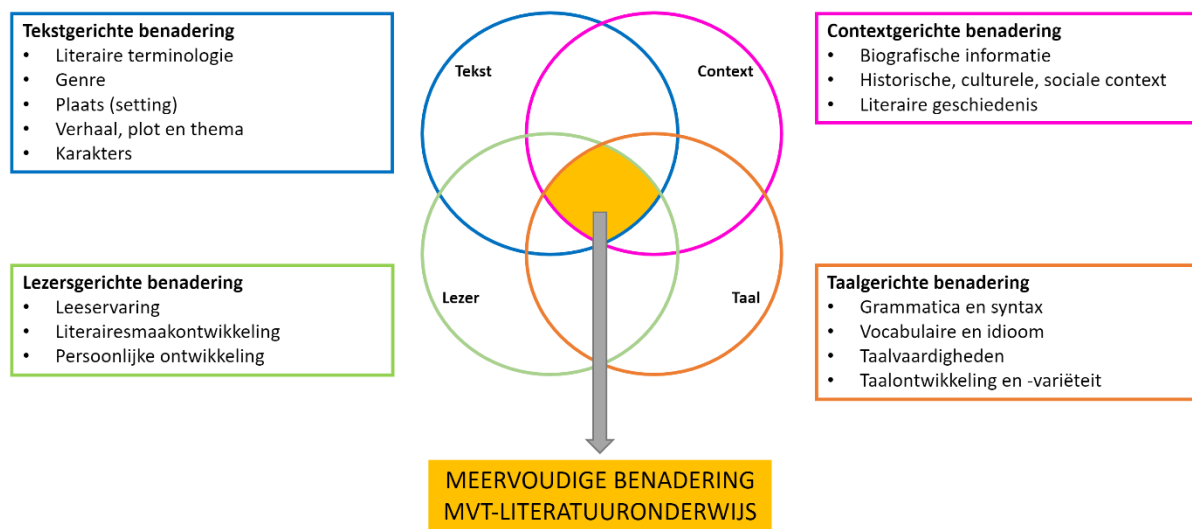 Tekstgerichte benadering
• Literaire terminologie
• Genre
• Plaats (setting)
• Verhaal, plot en thema
• Karakters
Tekst
Context
Contextgerichte benadering
• Biografische informatie
• Historische, culturele, sociale context
• Literaire geschiedenis
Lezersgerichte benadering
• Leeservaring
• Literairesmaakontwikkeling
• Persoonlijke ontwikkeling
Lezer
Taal
Taalgerichte benadering
• Grammatica en syntax
• Vocabulaire en idioom
• Taalvaardigheden
• Taalontwikkeling en -variëteit
MEERVOUDIGE BENADERING
MVT-LITERATUURONDERWIJS